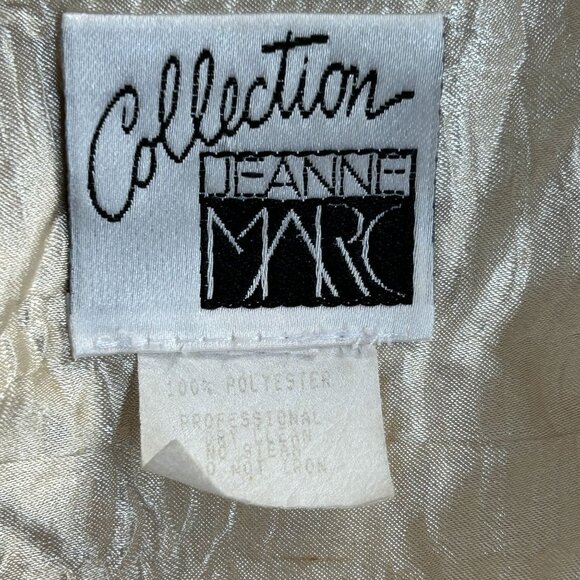 Collection
JEANNE
MARC
100% POLYESTER
PROFESSIONAL
DRY CLEAN
NO STEAM
DO NOT IRON